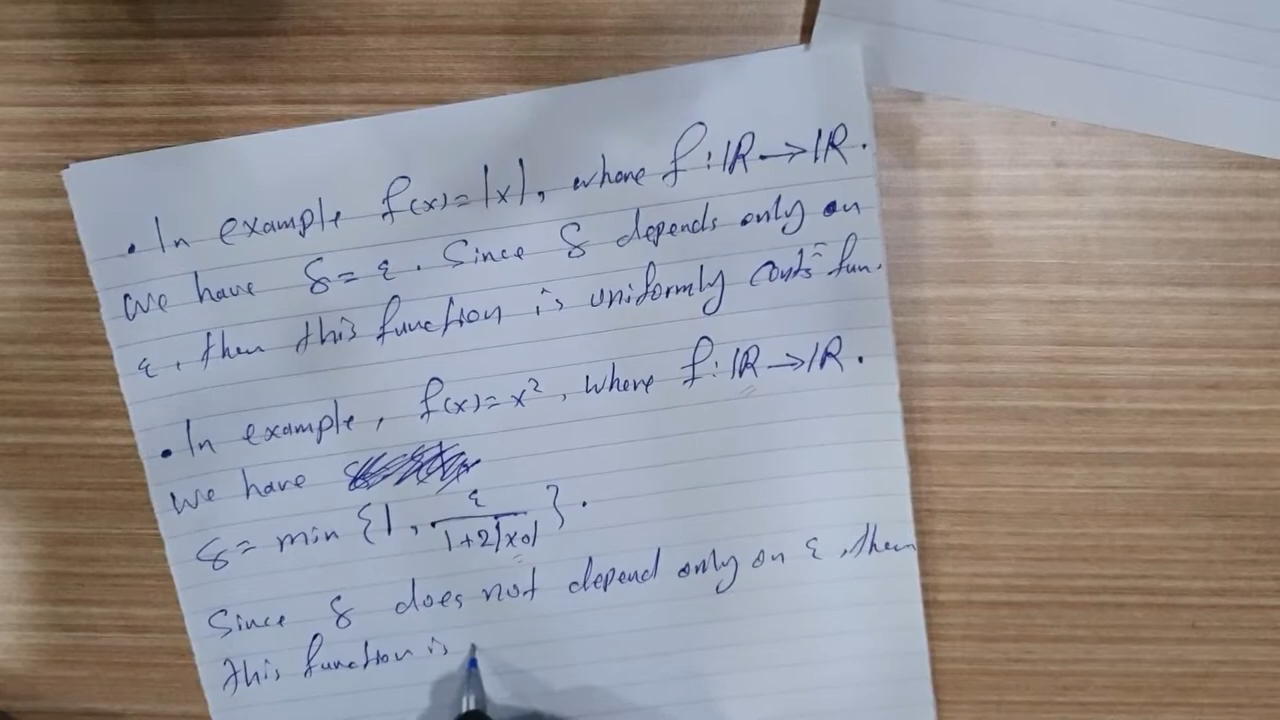 • In example f(x)=|x|, where f:ℝ→ℝ.
we have δ=ε. Since δ depends only on
ε, then this function is uniformly conts fun.
• In example, f(x)=x², where f:ℝ→ℝ.
we have
δ= min {1, ε/(1+2|x₀|)}.
Since δ does not depend only on ε, then
this function is